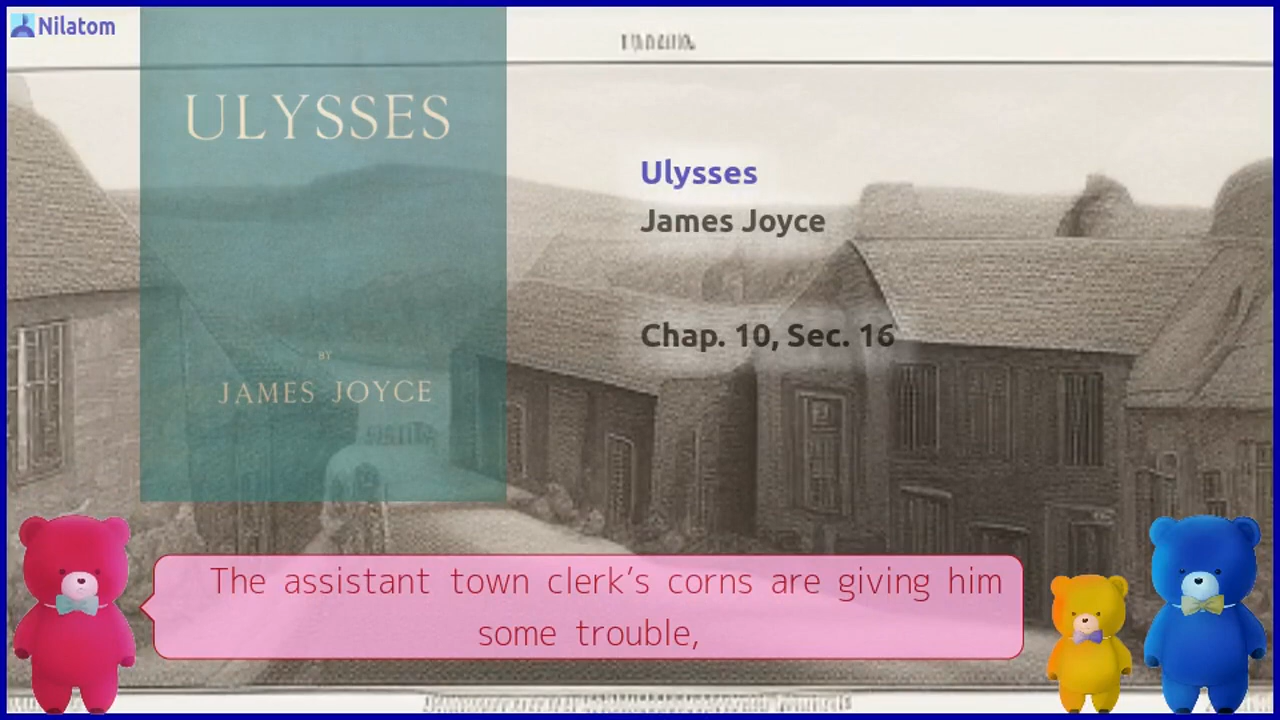 Nilatom
ULYSSES
BY
JAMES JOYCE
Ulysses
James Joyce
Chap. 10, Sec. 16
The assistant town clerk’s corns are giving him
some trouble,